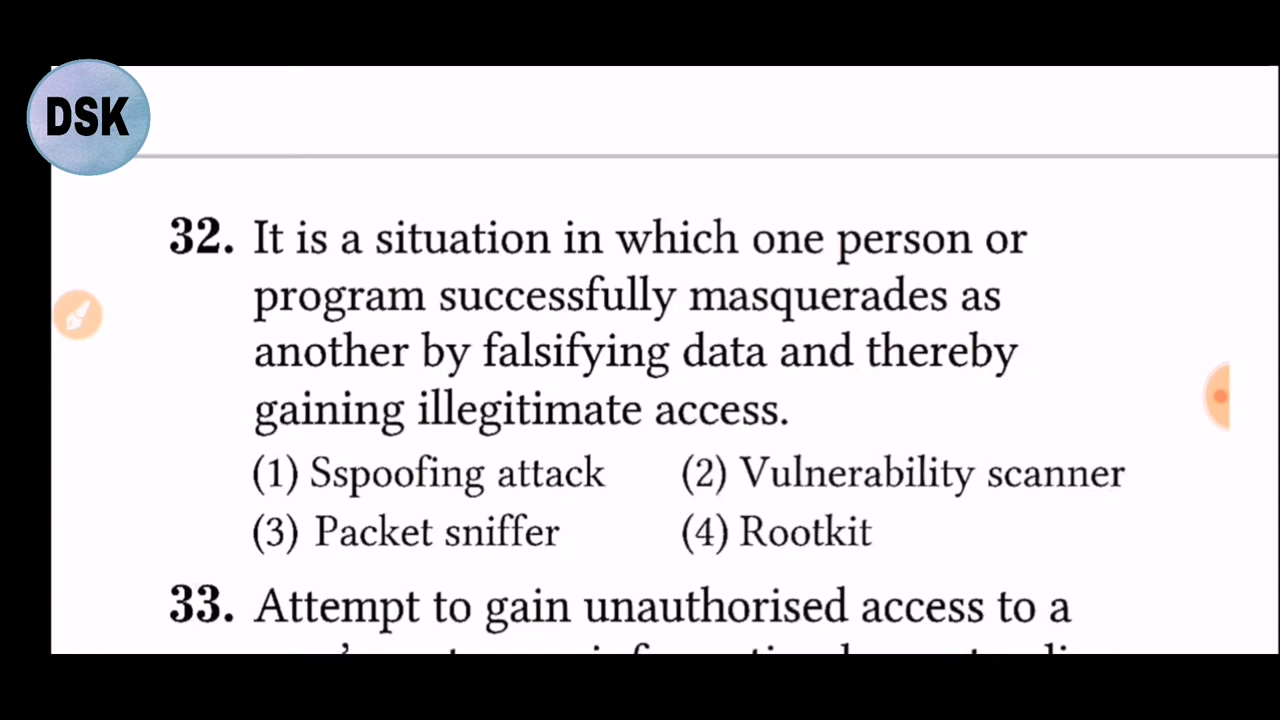 DSK
32. It is a situation in which one person or
program successfully masquerades as
another by falsifying data and thereby
gaining illegitimate access.
(1) Sspoofing attack (2) Vulnerability scanner
(3) Packet sniffer (4) Rootkit
33. Attempt to gain unauthorised access to a